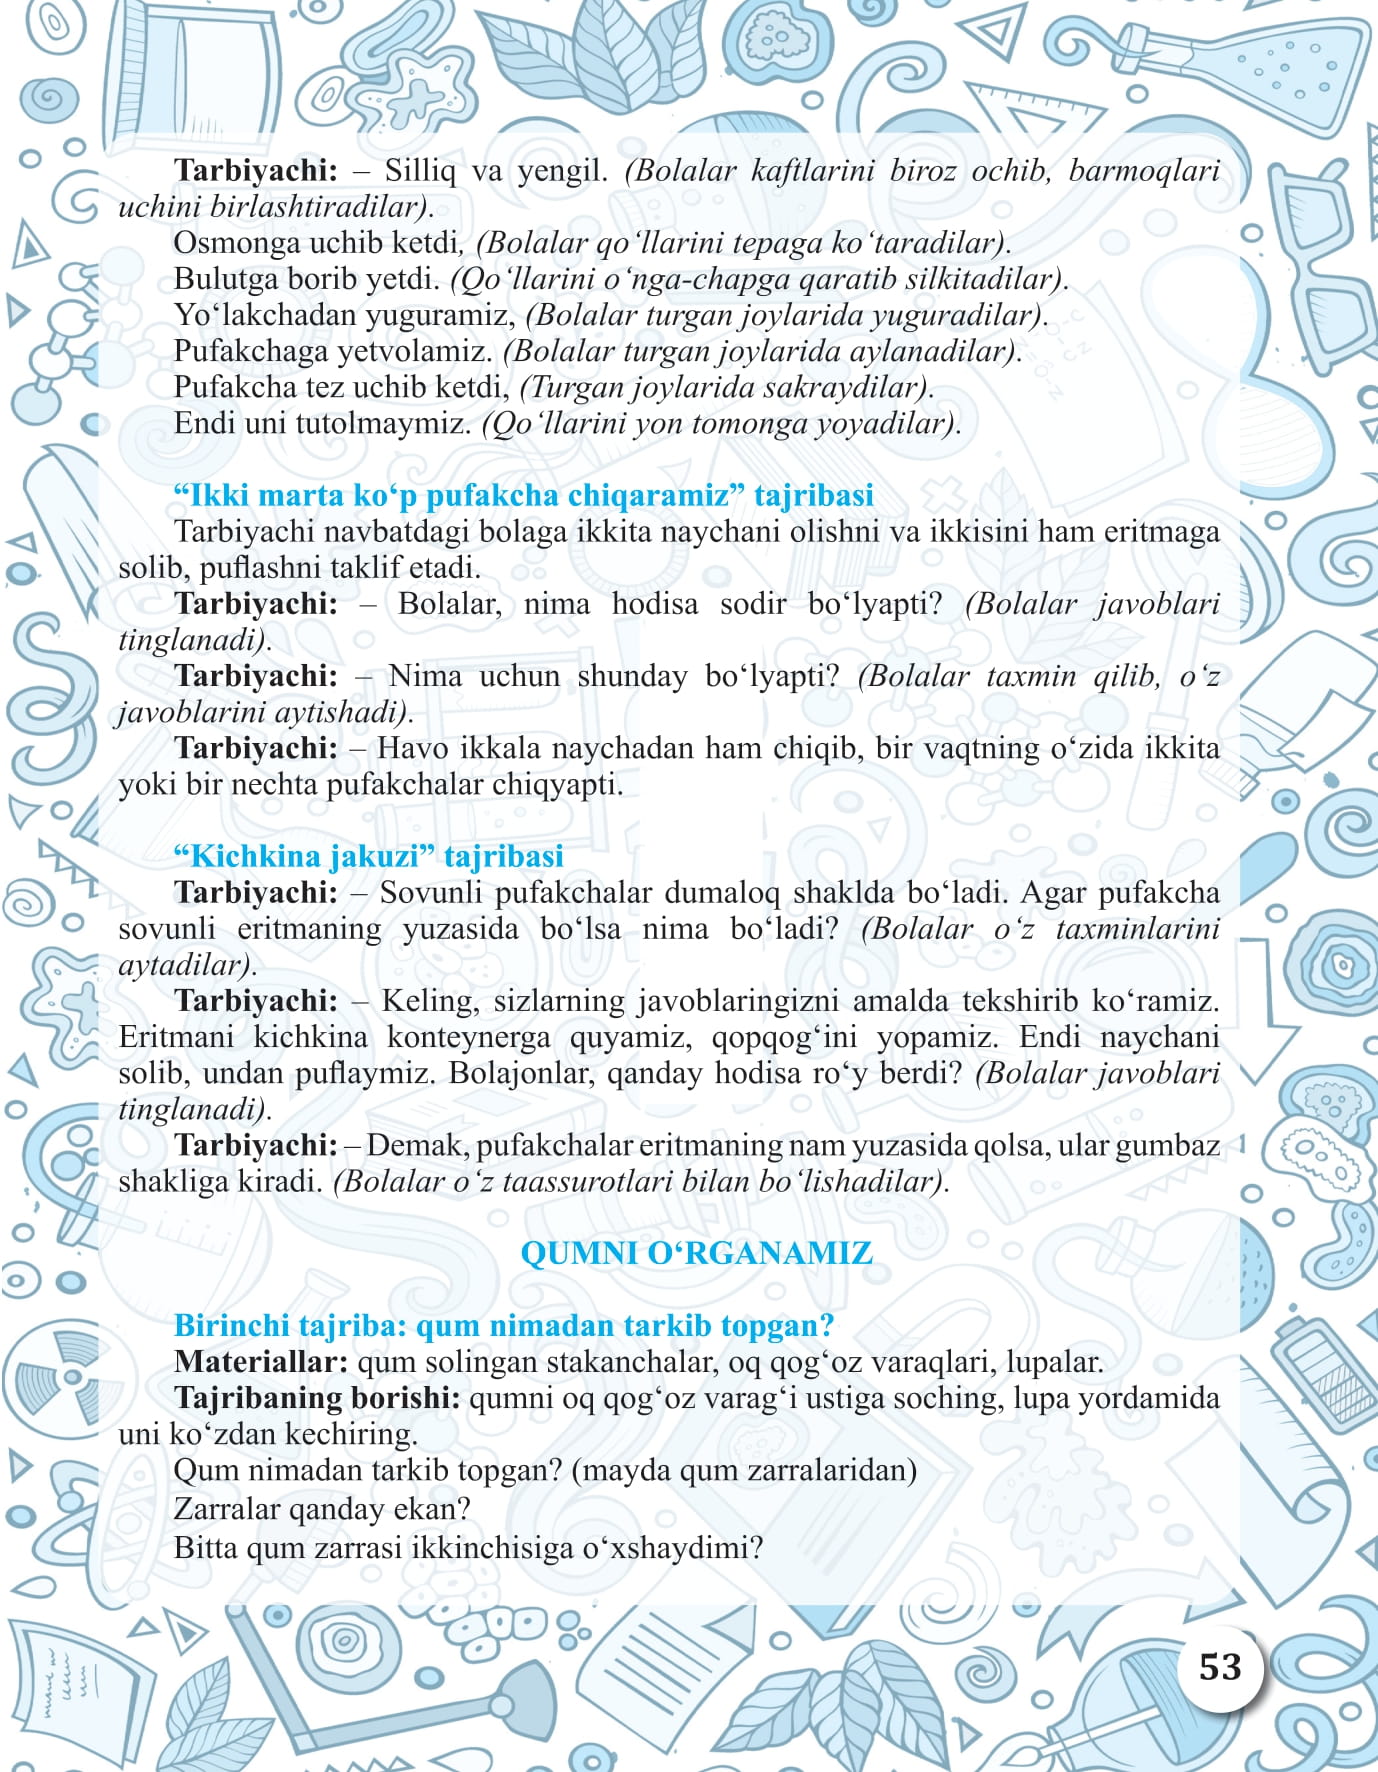 Tarbiyachi: – Silliq va yengil. (Bolalar kaftlarini biroz ochib, barmoqlari
uchini birlashtiradilar).
Osmonga uchib ketdi, (Bolalar qo‘llarini tepaga ko‘taradilar).
Bulutga borib yetdi. (Qo‘llarini o‘nga-chapga qaratib silkitadilar).
Yo‘lakchadan yuguramiz, (Bolalar turgan joylarida yuguradilar).
Pufakchaga yetvolamiz. (Bolalar turgan joylarida aylanadilar).
Pufakcha tez uchib ketdi, (Turgan joylarida sakraydilar).
Endi uni tutolmaymiz. (Qo‘llarini yon tomonga yoyadilar).
“Ikki marta ko‘p pufakcha chiqaramiz” tajribasi
Tarbiyachi navbatdagi bolaga ikkita naychani olishni va ikkisini ham eritmaga
solib, puflashni taklif etadi.
Tarbiyachi: – Bolalar, nima hodisa sodir bo‘lyapti? (Bolalar javoblari
tinglanadi).
Tarbiyachi: – Nima uchun shunday bo‘lyapti? (Bolalar taxmin qilib, o‘z
javoblarini aytishadi).
Tarbiyachi: – Havo ikkala naychadan ham chiqib, bir vaqtning o‘zida ikkita
yoki bir nechta pufakchalar chiqyapti.
“Kichkina jakuzi” tajribasi
Tarbiyachi: – Sovunli pufakchalar dumaloq shaklda bo‘ladi. Agar pufakcha
sovunli eritmaning yuzasida bo‘lsa nima bo‘ladi? (Bolalar o‘z taxminlarini
aytadilar).
Tarbiyachi: – Keling, sizlarning javoblaringizni amalda tekshirib ko‘ramiz.
Eritmani kichkina konteynerga quyamiz, qopqog‘ini yopamiz. Endi naychani
solib, undan puflaymiz. Bolajonlar, qanday hodisa ro‘y berdi? (Bolalar javoblari
tinglanadi).
Tarbiyachi: – Demak, pufakchalar eritmaning nam yuzasida qolsa, ular gumbaz
shakliga kiradi. (Bolalar o‘z taassurotlari bilan bo‘lishadilar).
QUMNI O‘RGANAMIZ
Birinchi tajriba: qum nimadan tarkib topgan?
Materiallar: qum solingan stakanchalar, oq qog‘oz varaqlari, lupalar.
Tajribaning borishi: qumni oq qog‘oz varag‘i ustiga soching, lupa yordamida
uni ko‘zdan kechiring.
Qum nimadan tarkib topgan? (mayda qum zarralaridan)
Zarralar qanday ekan?
Bitta qum zarrasi ikkinchisiga o‘xshaydimi?
53